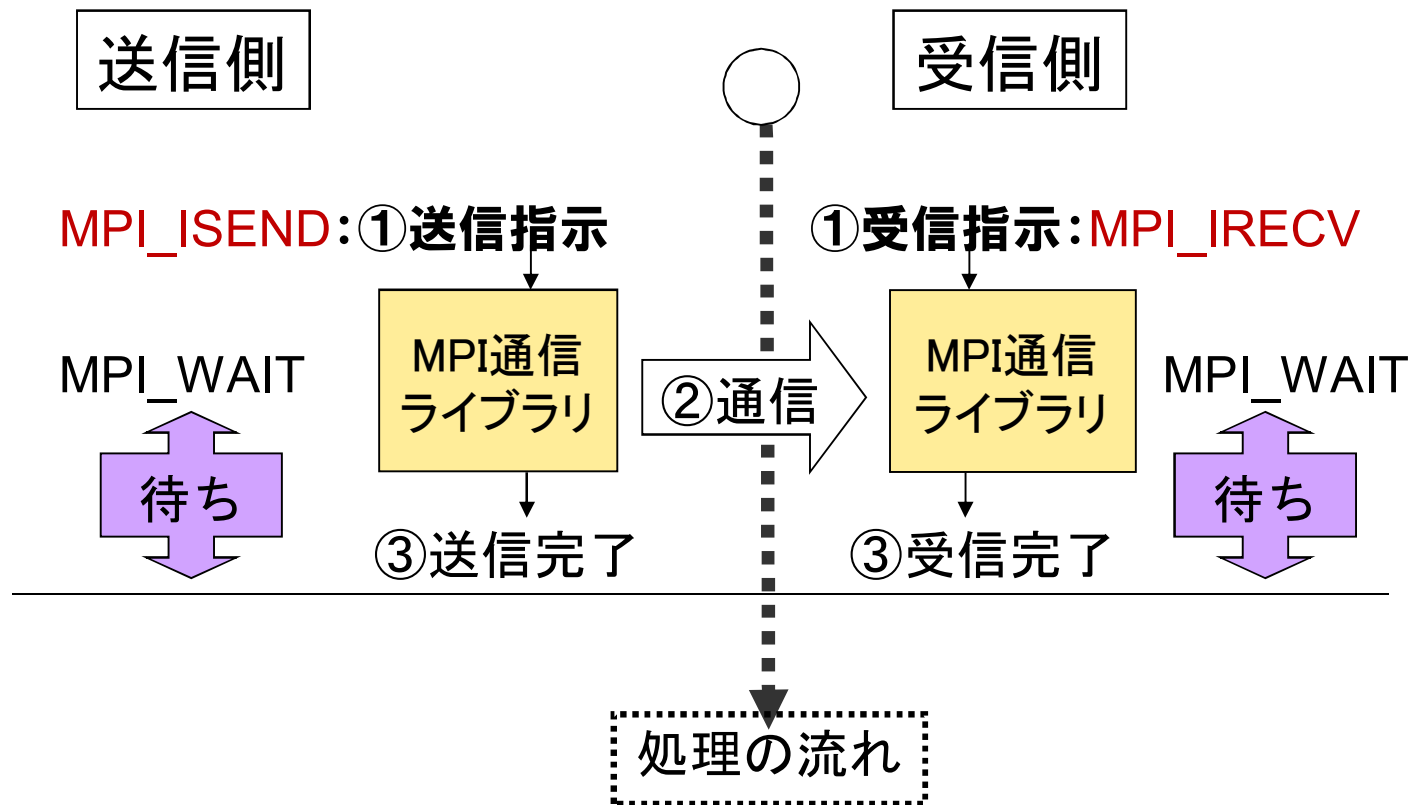 送信側
受信側
MPI_ISEND:①送信指示
①受信指示:MPI_IRECV
MPI通信
ライブラリ
MPI通信
ライブラリ
MPI_WAIT
②通信
MPI_WAIT
待ち
待ち
③送信完了
③受信完了
処理の流れ